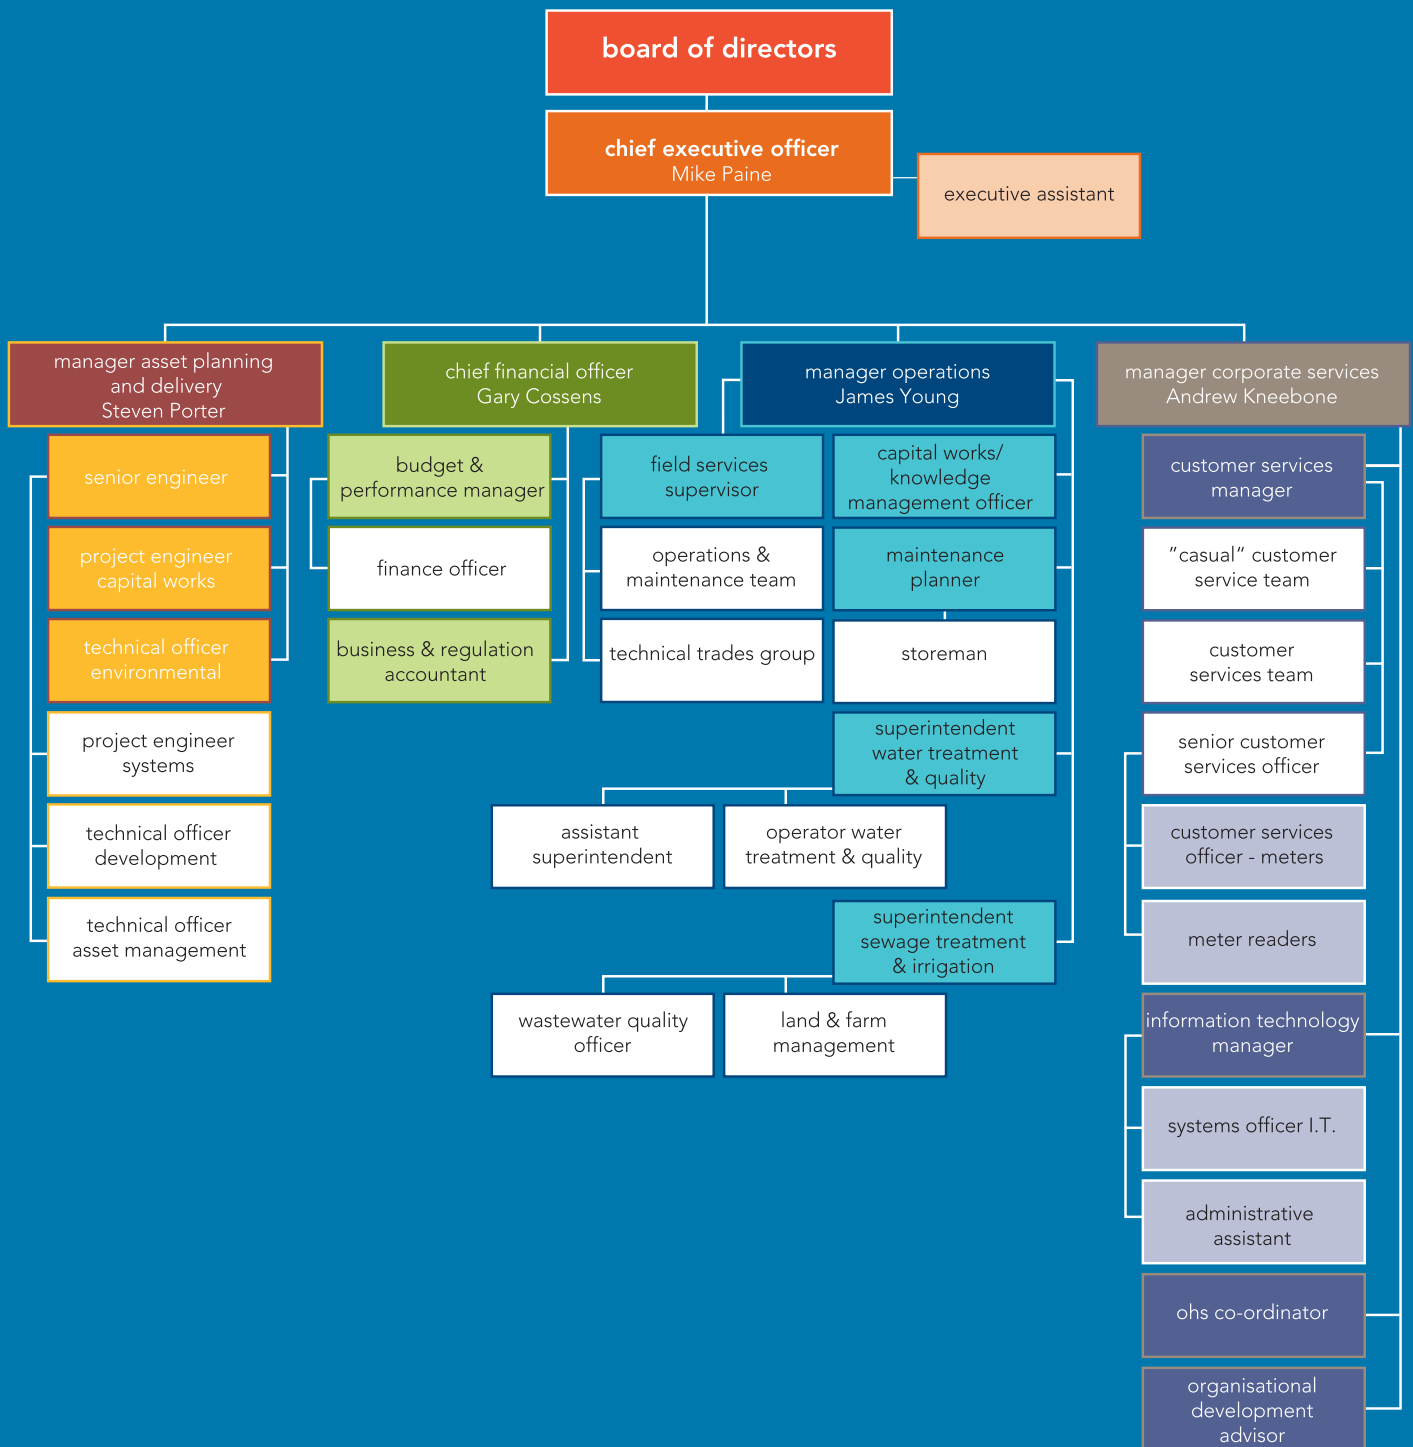 board of directors
chief executive officer
Mike Paine
executive assistant
manager asset planning
and delivery
Steven Porter
chief financial officer
Gary Cossens
manager operations
James Young
manager corporate services
Andrew Kneebone
senior engineer
project engineer
capital works
technical officer
environmental
project engineer
systems
technical officer
development
technical officer
asset management
budget &
performance manager
finance officer
business & regulation
accountant
field services
supervisor
operations &
maintenance team
technical trades group
capital works/
knowledge
management officer
maintenance
planner
storeman
superintendent
water treatment
& quality
assistant
superintendent
operator water
treatment & quality
superintendent
sewage treatment
& irrigation
wastewater quality
officer
land & farm
management
customer services
manager
”casual“ customer
service team
customer
services team
senior customer
services officer
customer services
officer - meters
meter readers
information technology
manager
systems officer I.T.
administrative
assistant
ohs co-ordinator
organisational
development
advisor